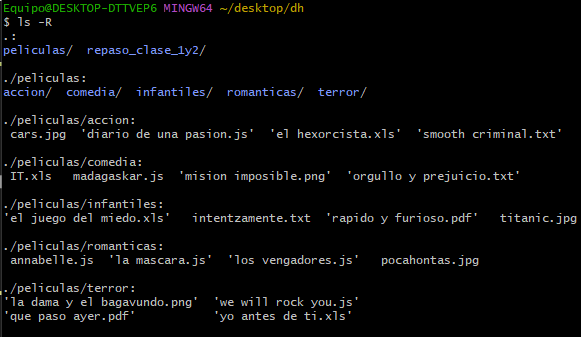 Equipo@DESKTOP-DTTVEP6 MINGW64 ~/desktop/dh
$ ls -R
.:
peliculas/  repaso_clase_1y2/

./peliculas:
accion/  comedia/  infantiles/  romanticas/  terror/

./peliculas/accion:
 cars.jpg  'diario de una pasion.js'  'el hexorcista.xls'  'smooth criminal.txt'

./peliculas/comedia:
 IT.xls   madagaskar.js  'mision imposible.png'  'orgullo y prejuicio.txt'

./peliculas/infantiles:
'el juego del miedo.xls'   intentzamente.txt  'rapido y furioso.pdf'   titanic.jpg

./peliculas/romanticas:
 annabelle.js  'la mascara.js'  'los vengadores.js'   pocahontas.jpg

./peliculas/terror:
'la dama y el bagavundo.png'  'we will rock you.js'
'que paso ayer.pdf'           'yo antes de ti.xls'